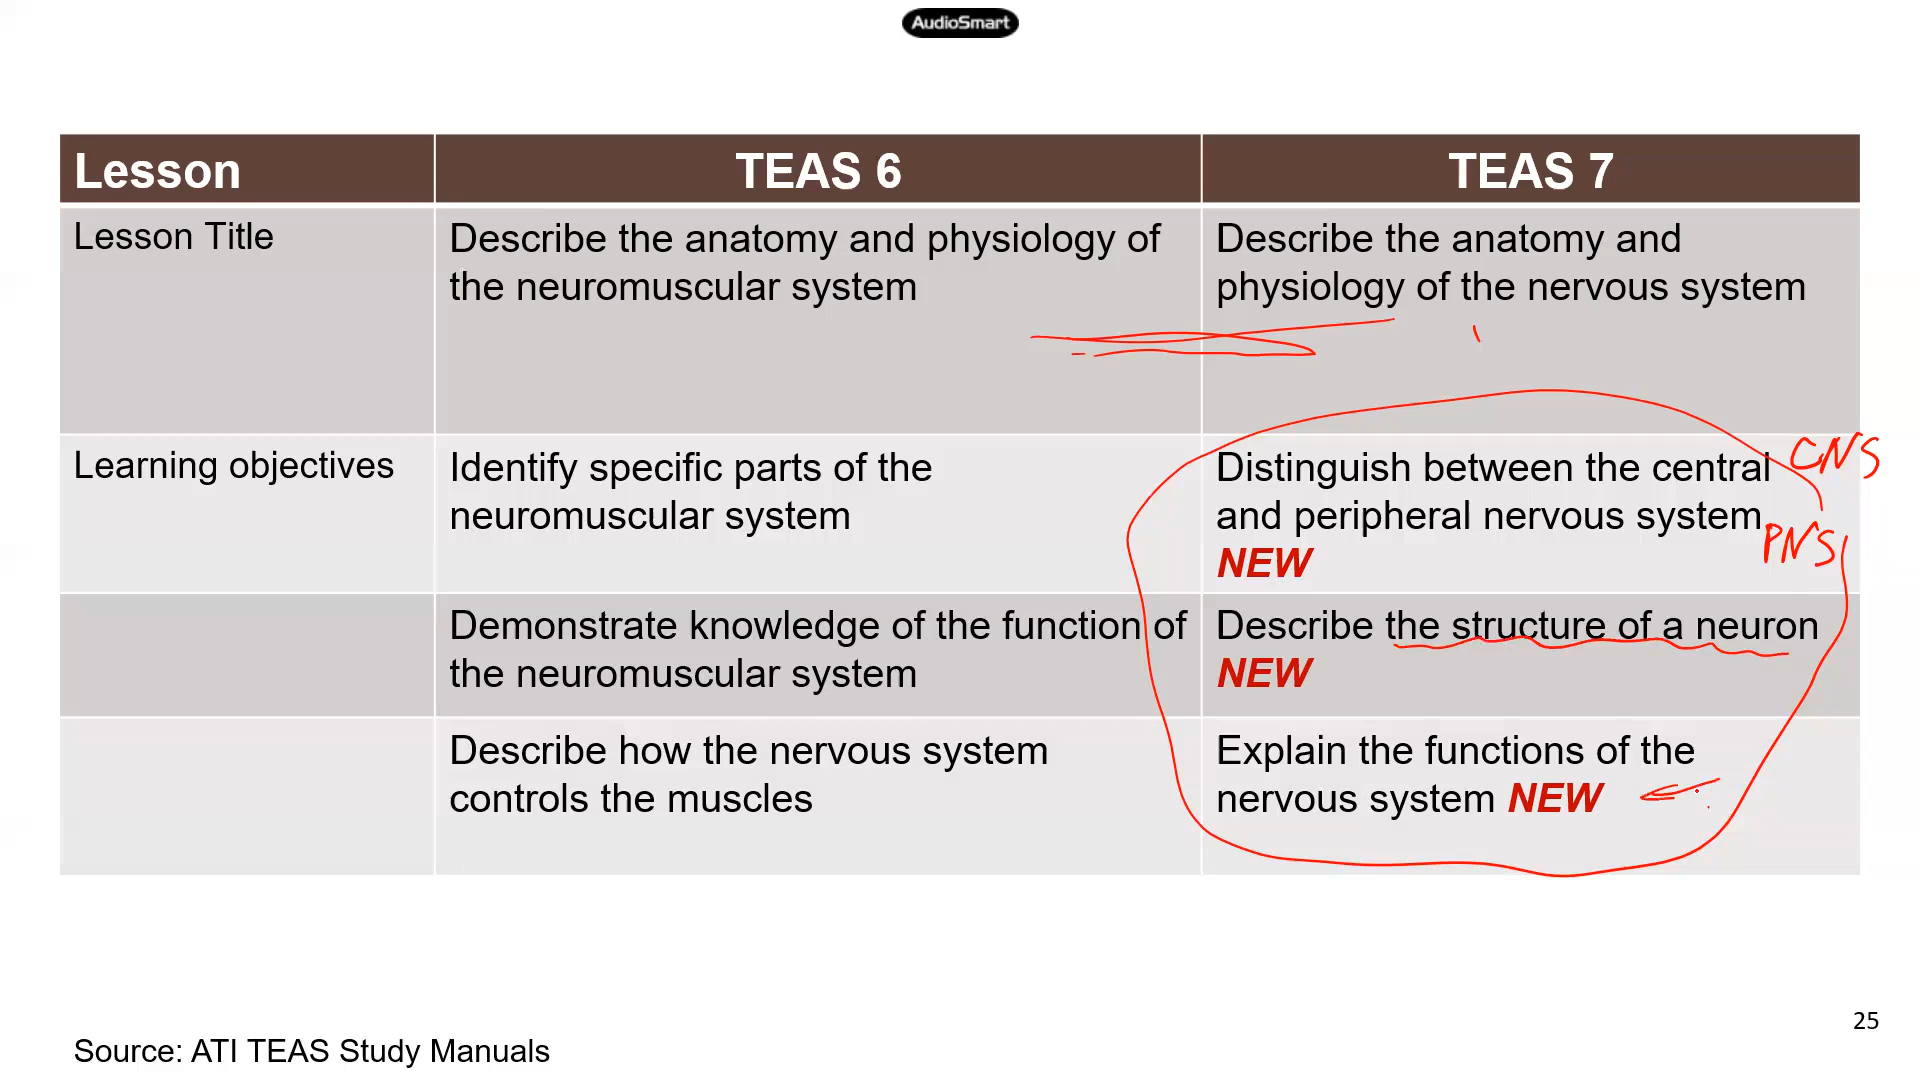 AudioSmart
Lesson
TEAS 6
TEAS 7
Lesson Title
Describe the anatomy and physiology of
the neuromuscular system
Describe the anatomy and
physiology of the nervous system
Learning objectives
Identify specific parts of the
neuromuscular system
Distinguish between the central
and peripheral nervous system
NEW
CNS
PNS
Demonstrate knowledge of the function of
the neuromuscular system
Describe the structure of a neuron
NEW
Describe how the nervous system
controls the muscles
Explain the functions of the
nervous system NEW
25
Source: ATI TEAS Study Manuals